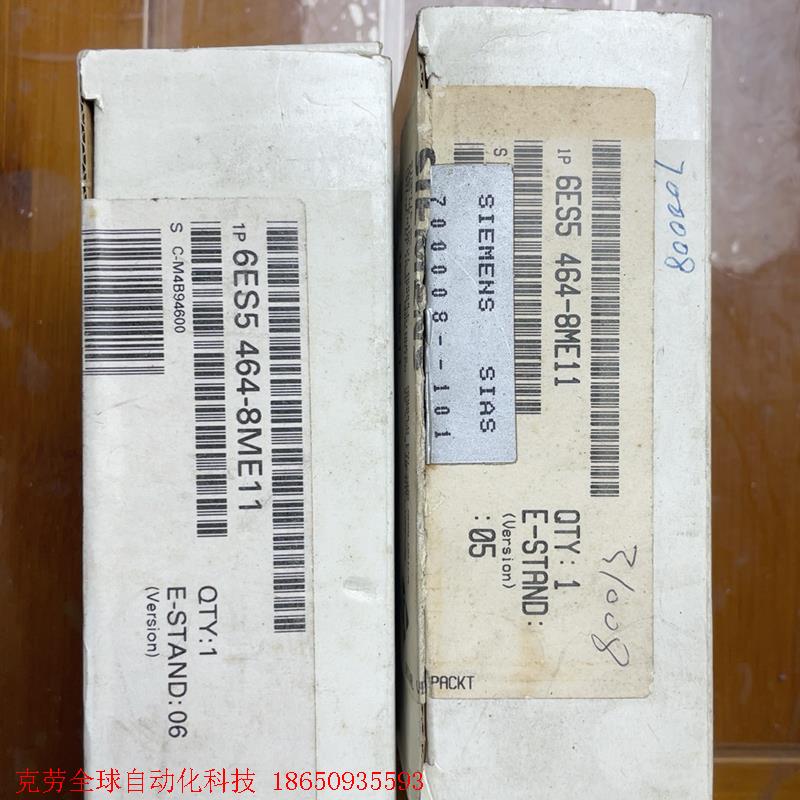 1P 6ES5 464-8ME11
S C-M4B94600
QTY:1
E-STAND:06
(Version)
1P 6ES5 464-8ME11
S
SIEMENS SIAS
700008--101
QTY:1
E-STAND:
(Version)
:05
PACKT
700008
31008
克劳全球自动化科技 18650935593